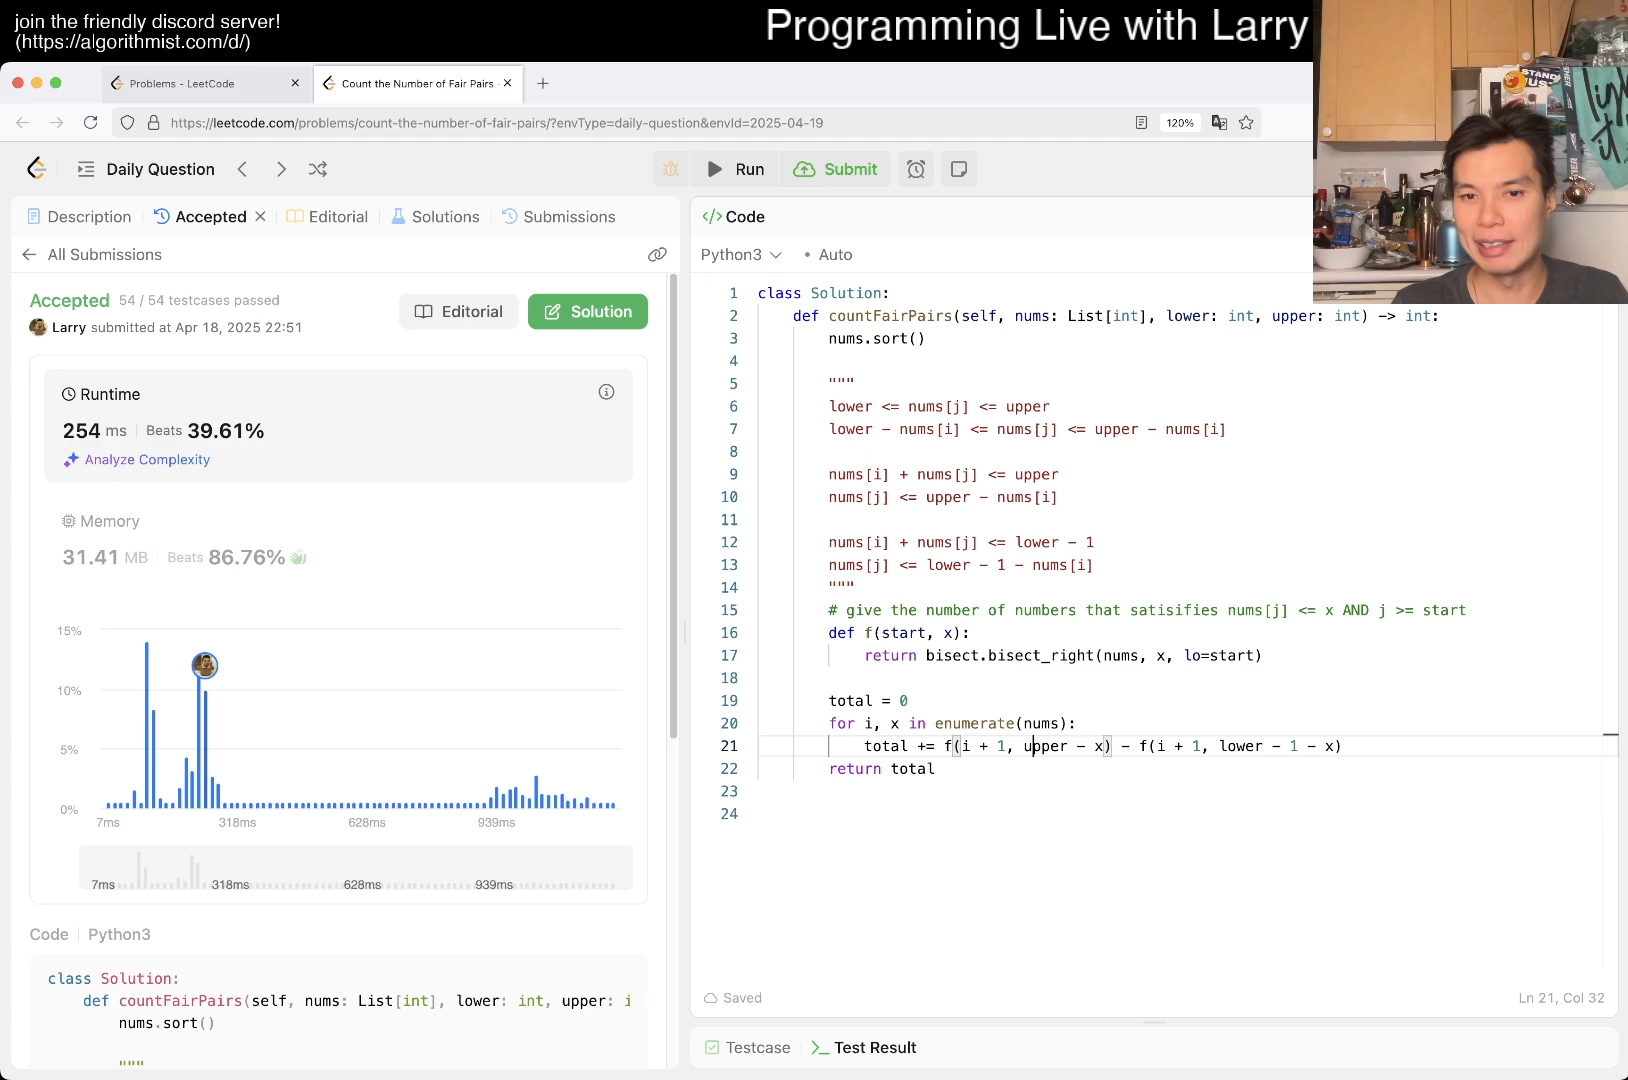 join the friendly discord server!
(https://algorithmist.com/d/)
Programming Live with Larry
Problems - LeetCode
Count the Number of Fair Pairs -
https://leetcode.com/problems/count-the-number-of-fair-pairs/?envType=daily-question&envId=2025-04-19
120%
Daily Question
Run
Submit
Description
Accepted
Editorial
Solutions
Submissions
All Submissions
Accepted 54 / 54 testcases passed
Larry submitted at Apr 18, 2025 22:51
Editorial
Solution
Runtime
254 ms Beats 39.61%
Analyze Complexity
Memory
31.41 MB Beats 86.76%
15%
10%
5%
0%
7ms 318ms 628ms 939ms
7ms 318ms 628ms 939ms
Code Python3
class Solution:
def countFairPairs(self, nums: List[int], lower: int, upper: i
nums.sort()
"""
</> Code
Python3 • Auto
1 class Solution:
2 def countFairPairs(self, nums: List[int], lower: int, upper: int) -> int:
3 nums.sort()
4
5 """
6 lower <= nums[j] <= upper
7 lower - nums[i] <= nums[j] <= upper - nums[i]
8
9 nums[i] + nums[j] <= upper
10 nums[j] <= upper - nums[i]
11
12 nums[i] + nums[j] <= lower - 1
13 nums[j] <= lower - 1 - nums[i]
14 """
15 # give the number of numbers that satisifies nums[j] <= x AND j >= start
16 def f(start, x):
17 return bisect.bisect_right(nums, x, lo=start)
18
19 total = 0
20 for i, x in enumerate(nums):
21 total += f(i + 1, upper - x) - f(i + 1, lower - 1 - x)
22 return total
23
24
Saved
Ln 21, Col 32
Testcase
Test Result